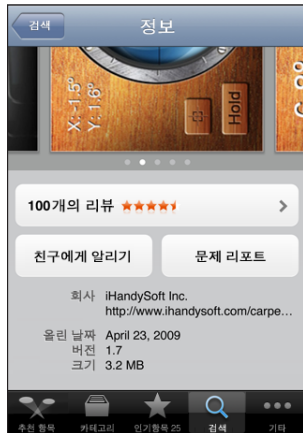 검색
정보
X: -1.5°
Y: 1.6°
Hold
100개의 리뷰
친구에게 알리기
문제 리포트
회사 iHandySoft Inc.
http://www.ihandysoft.com/carpe...
올린 날짜 April 23, 2009
버전 1.7
크기 3.2 MB
추천 항목
카테고리
인기항목 25
검색
기타